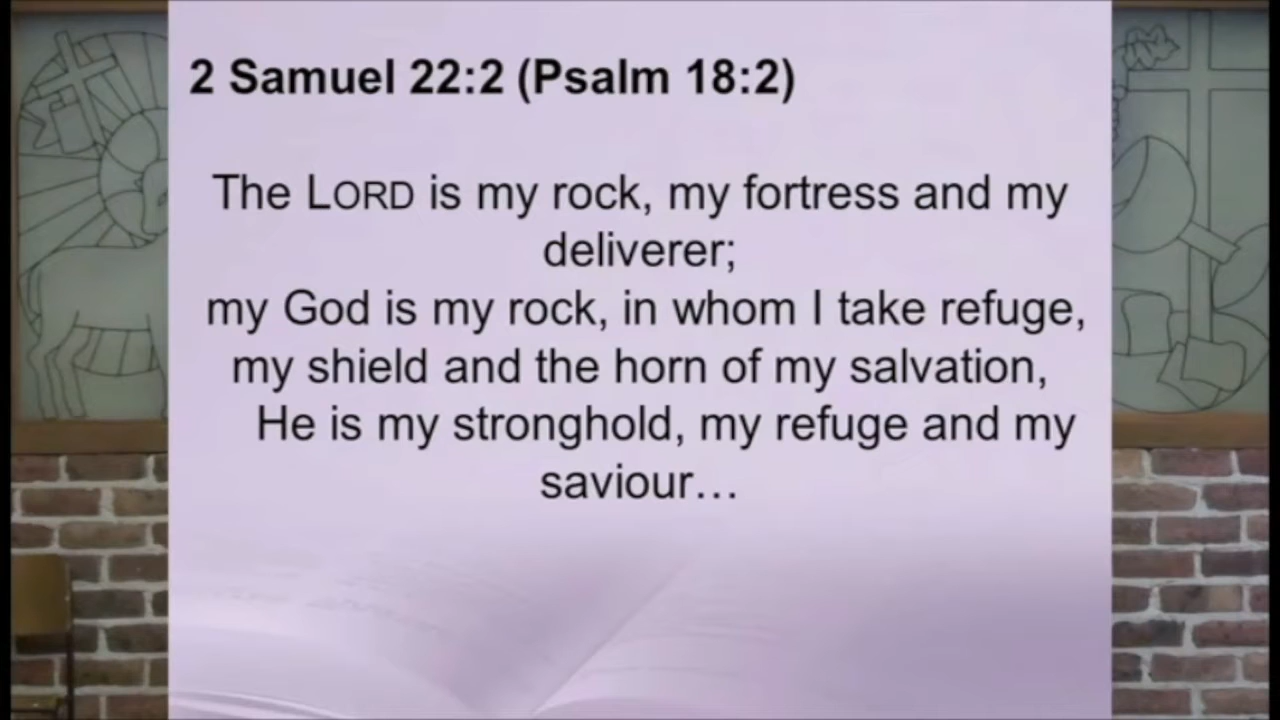 2 Samuel 22:2 (Psalm 18:2)
The LORD is my rock, my fortress and my
deliverer;
my God is my rock, in whom I take refuge,
my shield and the horn of my salvation,
He is my stronghold, my refuge and my
saviour…